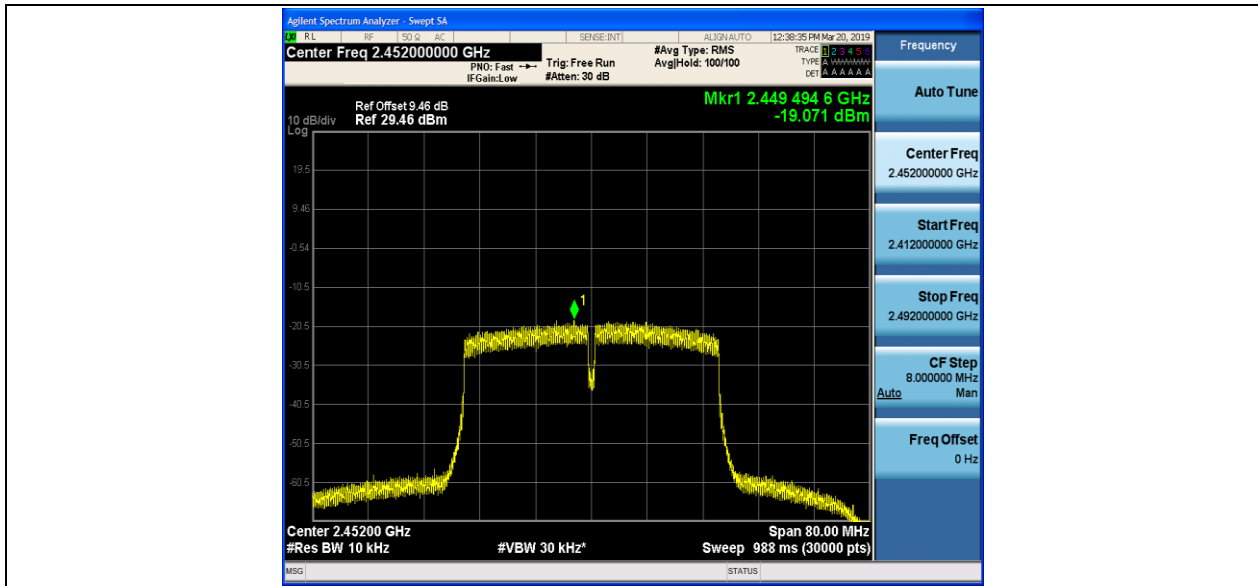 Agilent Spectrum Analyzer - Swept SA
RL RF 50 Ω AC SENSE:INT ALIGN AUTO 12:38:35 PM Mar 20, 2019
Center Freq 2.452000000 GHz
#Avg Type: RMS
TRACE 1 2 3 4 5 6
PNO: Fast
Trig: Free Run
Avg|Hold: 100/100
TYPE A
IFGain:Low
#Atten: 30 dB
DET A A A A A A
Frequency
Mkr1 2.449 494 6 GHz
-19.071 dBm
Ref Offset 9.46 dB
10 dB/div Ref 29.46 dBm
Log
19.5
9.46
-0.54
-10.5
-20.5
-30.5
-40.5
-50.5
-60.5
1
Center 2.45200 GHz
Span 80.00 MHz
#Res BW 10 kHz
#VBW 30 kHz*
Sweep 988 ms (30000 pts)
MSG
STATUS
Auto Tune
Center Freq
2.452000000 GHz
Start Freq
2.412000000 GHz
Stop Freq
2.492000000 GHz
CF Step
8.000000 MHz
Auto Man
Freq Offset
0 Hz